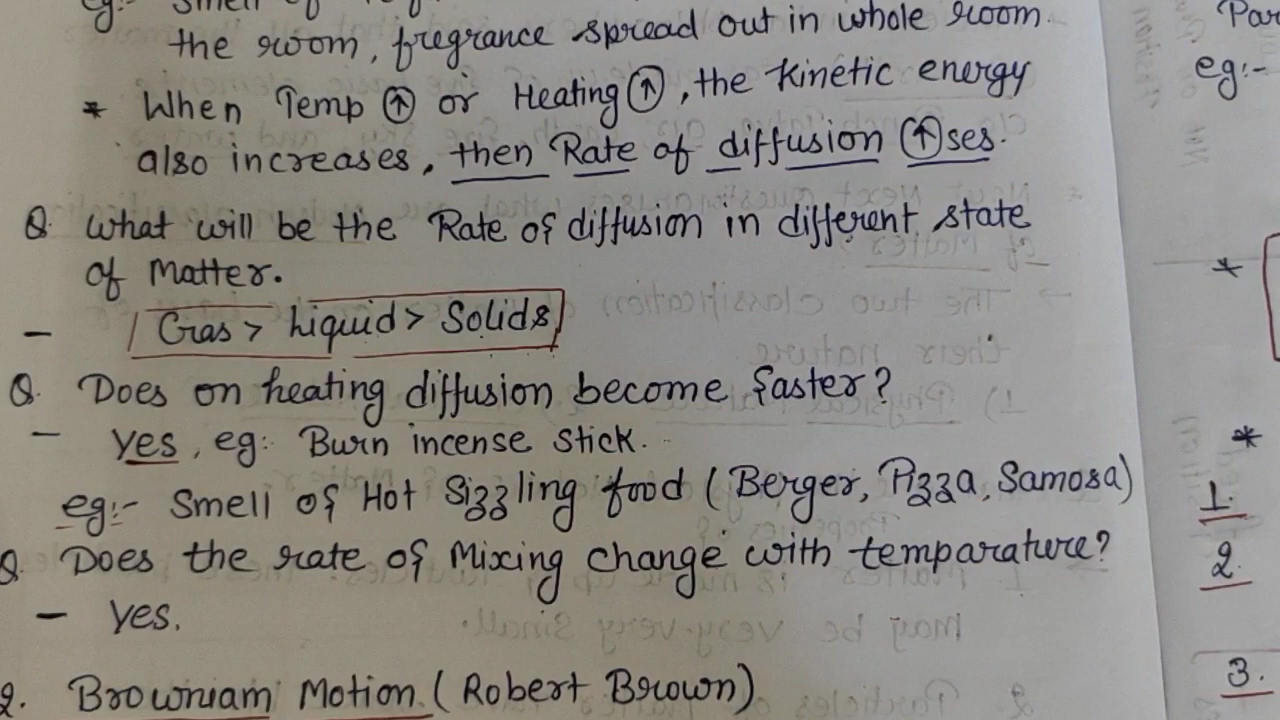 eg:- Smell of
the room, fregrance spread out in whole room.
* When Temp ↑ or Heating ↑, the Kinetic energy
also increases, then Rate of diffusion ↑ses.
Q. What will be the Rate of diffusion in different state
of Matter.
- Gas > Liquid > Solids
Q. Does on heating diffusion become faster?
- Yes, eg: Burn incense stick.
eg:- Smell of Hot Sizzling food (Berger, Pizza, Samosa)
Q. Does the rate of Mixing change with temparature?
- Yes.
2. Browniam Motion (Robert Brown)
eg:-
*
*
1.
2.
3.